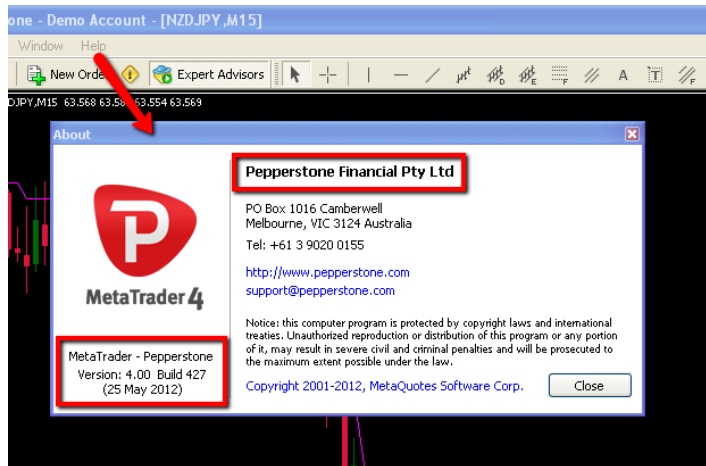 one - Demo Account - [NZDJPY,M15]
Window Help
New Order Expert Advisors
DJPY,M15 63.568 63.554 63.569
About
Pepperstone Financial Pty Ltd
PO Box 1016 Camberwell
Melbourne, VIC 3124 Australia
Tel: +61 3 9020 0155
http://www.pepperstone.com
support@pepperstone.com
MetaTrader 4
Notice: this computer program is protected by copyright laws and international
treaties. Unauthorized reproduction or distribution of this program or any portion
of it, may result in severe civil and criminal penalties and will be prosecuted to
the maximum extent possible under the law.
MetaTrader - Pepperstone
Version: 4.00 Build 427
(25 May 2012)
Copyright 2001-2012, MetaQuotes Software Corp.
Close